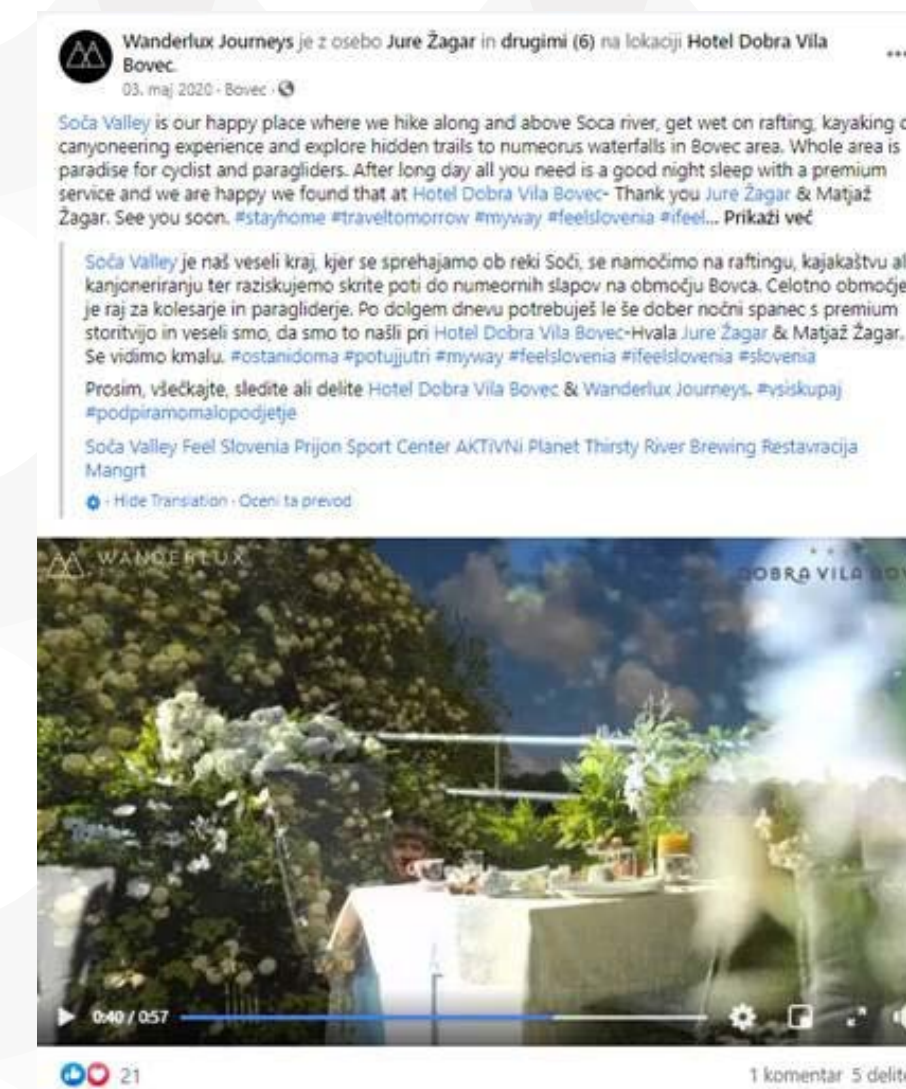 Wanderlux Journeys je z osebo Jure Žagar in drugimi (6) na lokaciji Hotel Dobra Vila
Bovec.
03. maj 2020 · Bovec ·
Soča Valley is our happy place where we hike along and above Soca river, get wet on rafting, kayaking o
canyoneering experience and explore hidden trails to numeorus waterfalls in Bovec area. Whole area is
paradise for cyclist and paragliders. After long day all you need is a good night sleep with a premium
service and we are happy we found that at Hotel Dobra Vila Bovec- Thank you Jure Žagar & Matjaž
Žagar. See you soon. #stayhome #traveltomorrow #myway #feelslovenia #ifeel... Prikaži več
Soča Valley je naš veseli kraj, kjer se sprehajamo ob reki Soči, se namočimo na raftingu, kajakaštvu al
kanjoneriranju ter raziskujemo skrite poti do numeornih slapov na območju Bovca. Celotno območje
je raj za kolesarje in paragliderje. Po dolgem dnevu potrebuješ le še dober nočni spanec s premium
storitvijo in veseli smo, da smo to našli pri Hotel Dobra Vila Bovec-Hvala Jure Žagar & Matjaž Žagar.
Se vidimo kmalu. #ostanidoma #potujjutri #myway #feelslovenia #ifeelslovenia #slovenia
Prosim, všečkajte, sledite ali delite Hotel Dobra Vila Bovec & Wanderlux Journeys. #vsiskupaj
#podpiramomalopodjetje
Soča Valley Feel Slovenia Prijon Sport Center AKTiVNi Planet Thirsty River Brewing Restavracija
Mangrt
· Hide Translation · Oceni ta prevod
WANDERLUX
DOBRA VILA BOV
0:40 / 0:57
21
1 komentar 5 delite